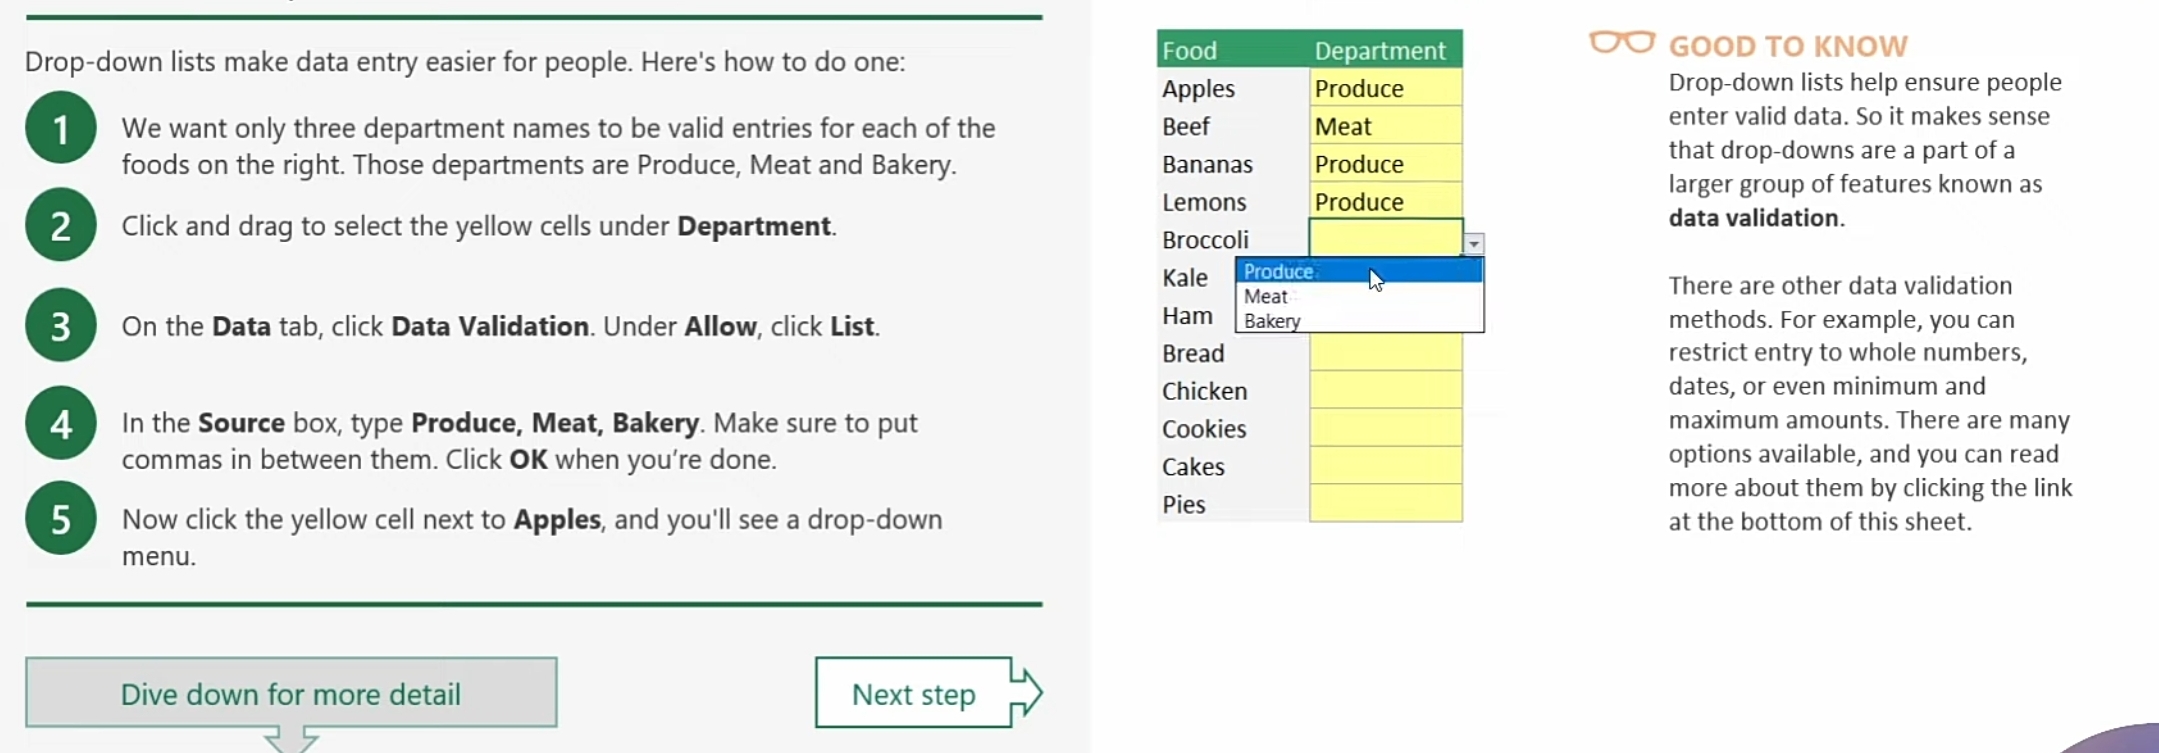 Drop-down lists make data entry easier for people. Here's how to do one:
1
We want only three department names to be valid entries for each of the
foods on the right. Those departments are Produce, Meat and Bakery.
2
Click and drag to select the yellow cells under Department.
3
On the Data tab, click Data Validation. Under Allow, click List.
4
In the Source box, type Produce, Meat, Bakery. Make sure to put
commas in between them. Click OK when you’re done.
5
Now click the yellow cell next to Apples, and you'll see a drop-down
menu.
Dive down for more detail
Next step
Food Department
Apples Produce
Beef Meat
Bananas Produce
Lemons Produce
Broccoli
Kale
Ham
Produce
Meat
Bakery
Bread
Chicken
Cookies
Cakes
Pies
GOOD TO KNOW
Drop-down lists help ensure people
enter valid data. So it makes sense
that drop-downs are a part of a
larger group of features known as
data validation.
There are other data validation
methods. For example, you can
restrict entry to whole numbers,
dates, or even minimum and
maximum amounts. There are many
options available, and you can read
more about them by clicking the link
at the bottom of this sheet.